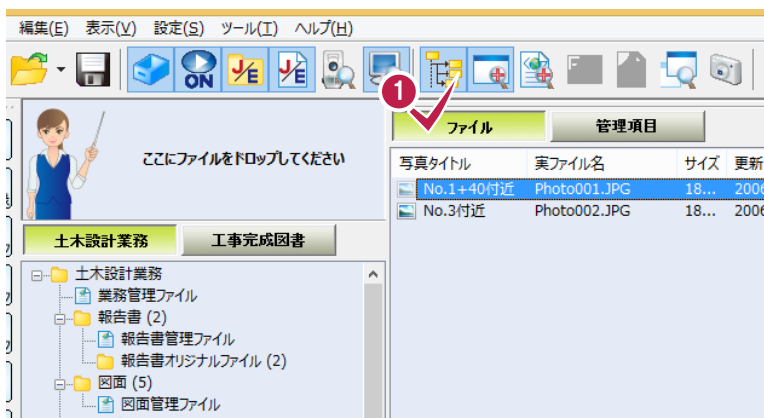 編集(E) 表示(V) 設定(S) ツール(T) ヘルプ(H)
ON
J/E
J/E
1
ここにファイルをドロップしてください
ファイル 管理項目
写真タイトル 実ファイル名 サイズ 更新
No.1+40付近 Photo001.JPG 18... 2006
No.3付近 Photo002.JPG 18... 2006
土木設計業務 工事完成図書
土木設計業務
業務管理ファイル
報告書 (2)
報告書管理ファイル
報告書オリジナルファイル (2)
図面 (5)
図面管理ファイル